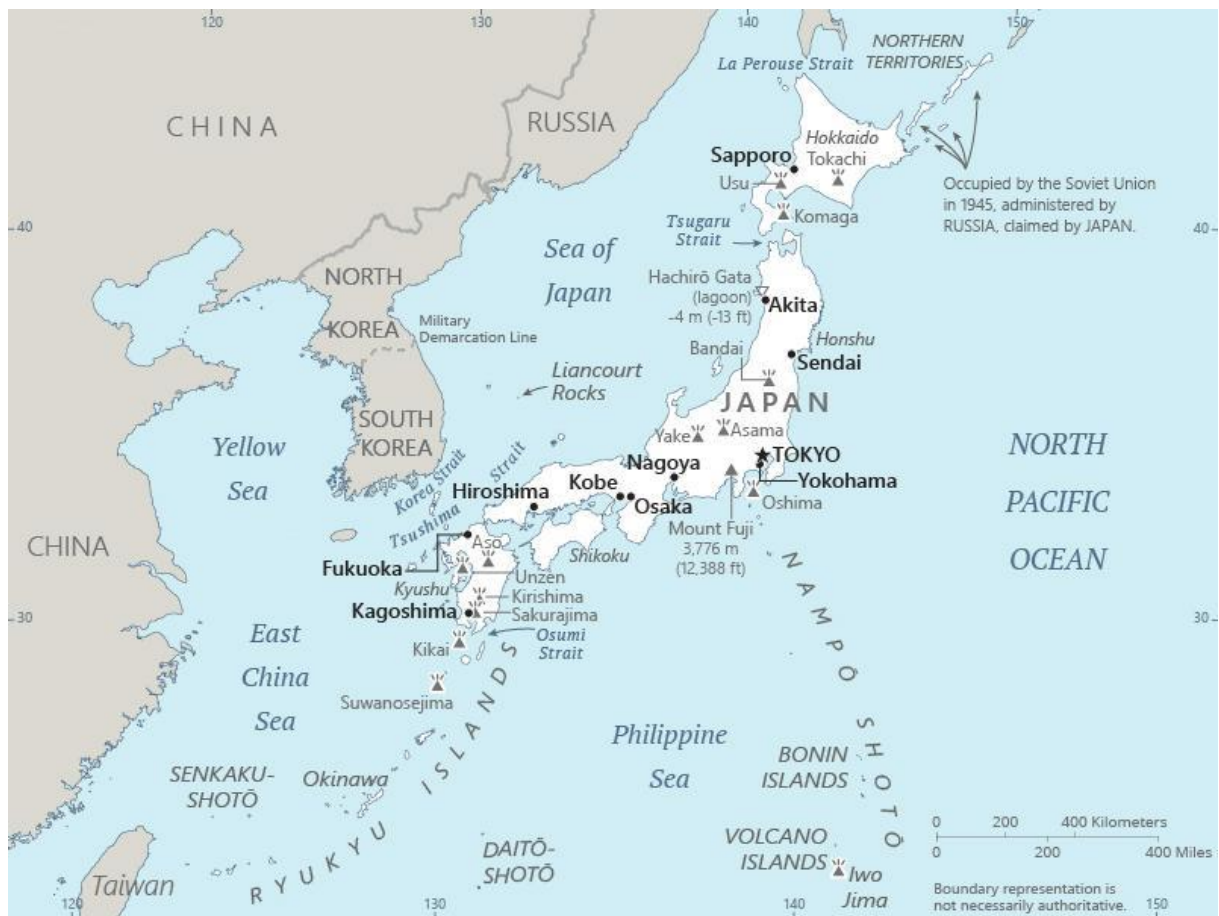 120
130
140
150
NORTHERN
TERRITORIES
La Perouse Strait
CHINA
RUSSIA
Hokkaido
Sapporo
Tokachi
Usu
Occupied by the Soviet Union
in 1945, administered by
RUSSIA, claimed by JAPAN.
Komaga
40
40
Tsugaru
Strait
Sea of
Japan
NORTH
KOREA
Hachirō Gata
(lagoon)
-4 m (-13 ft)
Akita
Military
Demarcation Line
Honshu
Bandai
Sendai
Liancourt
Rocks
JAPAN
SOUTH
KOREA
Yellow
Sea
Yake
Asama
NORTH
PACIFIC
OCEAN
TOKYO
Nagoya
Yokohama
Korea Strait
Tsushima Strait
Hiroshima
Kobe
Osaka
Oshima
Mount Fuji
3,776 m
(12,388 ft)
CHINA
Aso
Shikoku
Fukuoka
Unzen
Kyushu
Kirishima
Kagoshima
Sakurajima
30
30
East
China
Sea
Osumi
Strait
Kikai
Suwanosejima
NAMPŌ SHOTŌ
Philippine
Sea
BONIN
ISLANDS
SENKAKU-
SHOTŌ
Okinawa
RYUKYU ISLANDS
0 200 400 Kilometers
0 200 400 Miles
VOLCANO
ISLANDS
DAITŌ-
SHOTŌ
Iwo
Jima
Taiwan
Boundary representation is
not necessarily authoritative.
120
130
140
150